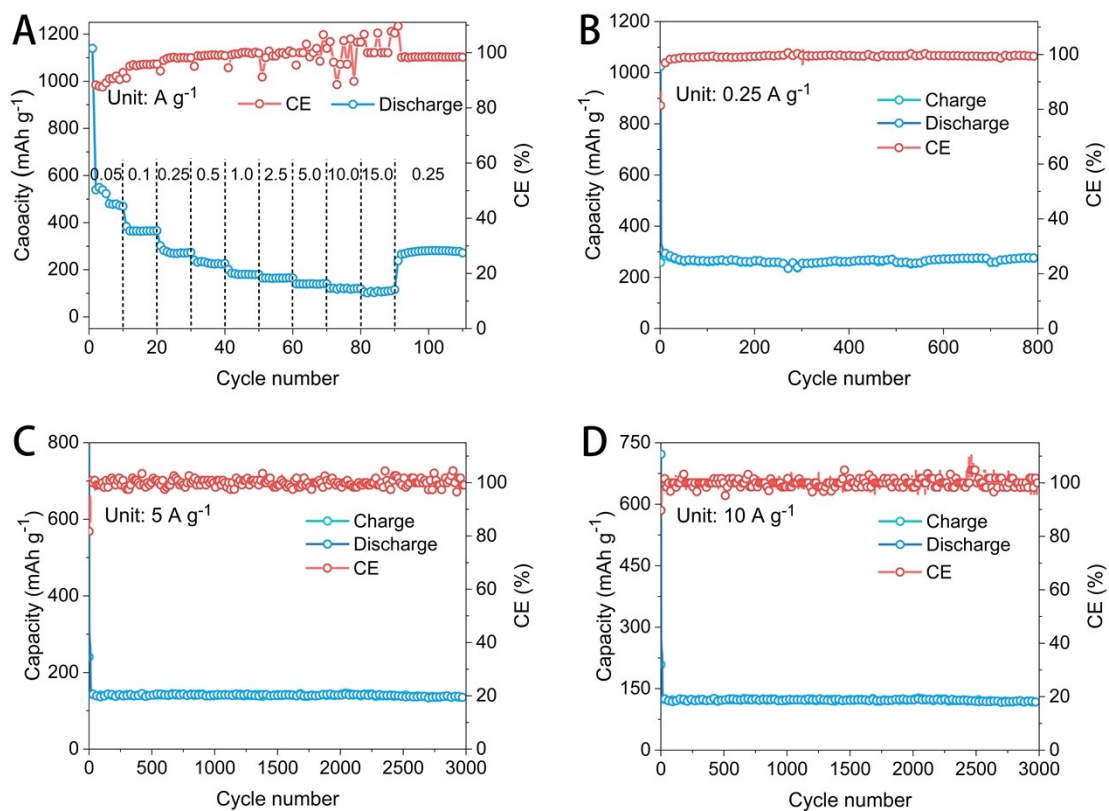 A
Caoacity (mAh g⁻¹)
1200
1000
800
600
400
200
0
Unit: A g⁻¹
CE
Discharge
0.05 0.1 0.25 0.5 1.0 2.5 5.0 10.0 15.0 0.25
100
80
60
40
20
0
CE (%)
0 20 40 60 80 100
Cycle number
B
Capacity (mAh g⁻¹)
1200
1000
800
600
400
200
0
Unit: 0.25 A g⁻¹
Charge
Discharge
CE
100
80
60
40
20
0
CE (%)
0 200 400 600 800
Cycle number
C
Capacity (mAh g⁻¹)
800
600
400
200
0
Unit: 5 A g⁻¹
Charge
Discharge
CE
100
80
60
40
20
0
CE (%)
0 500 1000 1500 2000 2500 3000
Cycle number
D
Capacity (mAh g⁻¹)
750
600
450
300
150
0
Unit: 10 A g⁻¹
Charge
Discharge
CE
100
80
60
40
20
0
CE (%)
0 500 1000 1500 2000 2500 3000
Cycle number